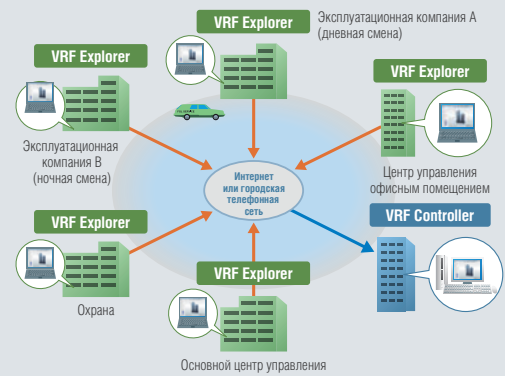 VRF Explorer
Эксплуатационная компания А
(дневная смена)
VRF Explorer
Эксплуатационная
компания В
(ночная смена)
VRF Explorer
Центр управления
офисным помещением
Интернет
или городская
телефонная
сеть
VRF Controller
VRF Explorer
Охрана
VRF Explorer
Основной центр управления